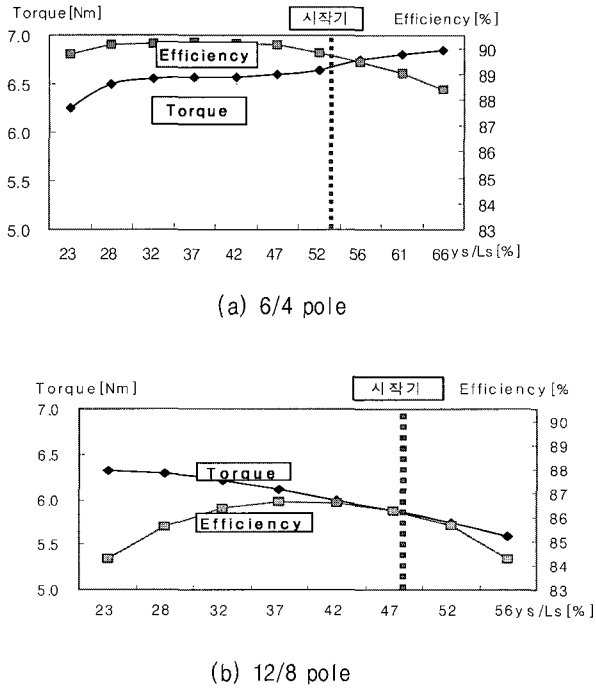 Torque[Nm] 시작기 Efficiency [%]
7.0 90
Efficiency 89
6.5 88
Torque 87
6.0 86
5.5 85
84
5.0 83
23 28 32 37 42 47 52 56 61 66 ys/Ls[%]
(a) 6/4 pole
Torque[Nm] 시작기 Efficiency [%
7.0 90
89
6.5 88
Torque 87
6.0 86
Efficiency 85
5.5 84
5.0 83
23 28 32 37 42 47 52 56 ys/Ls[%]
(b) 12/8 pole